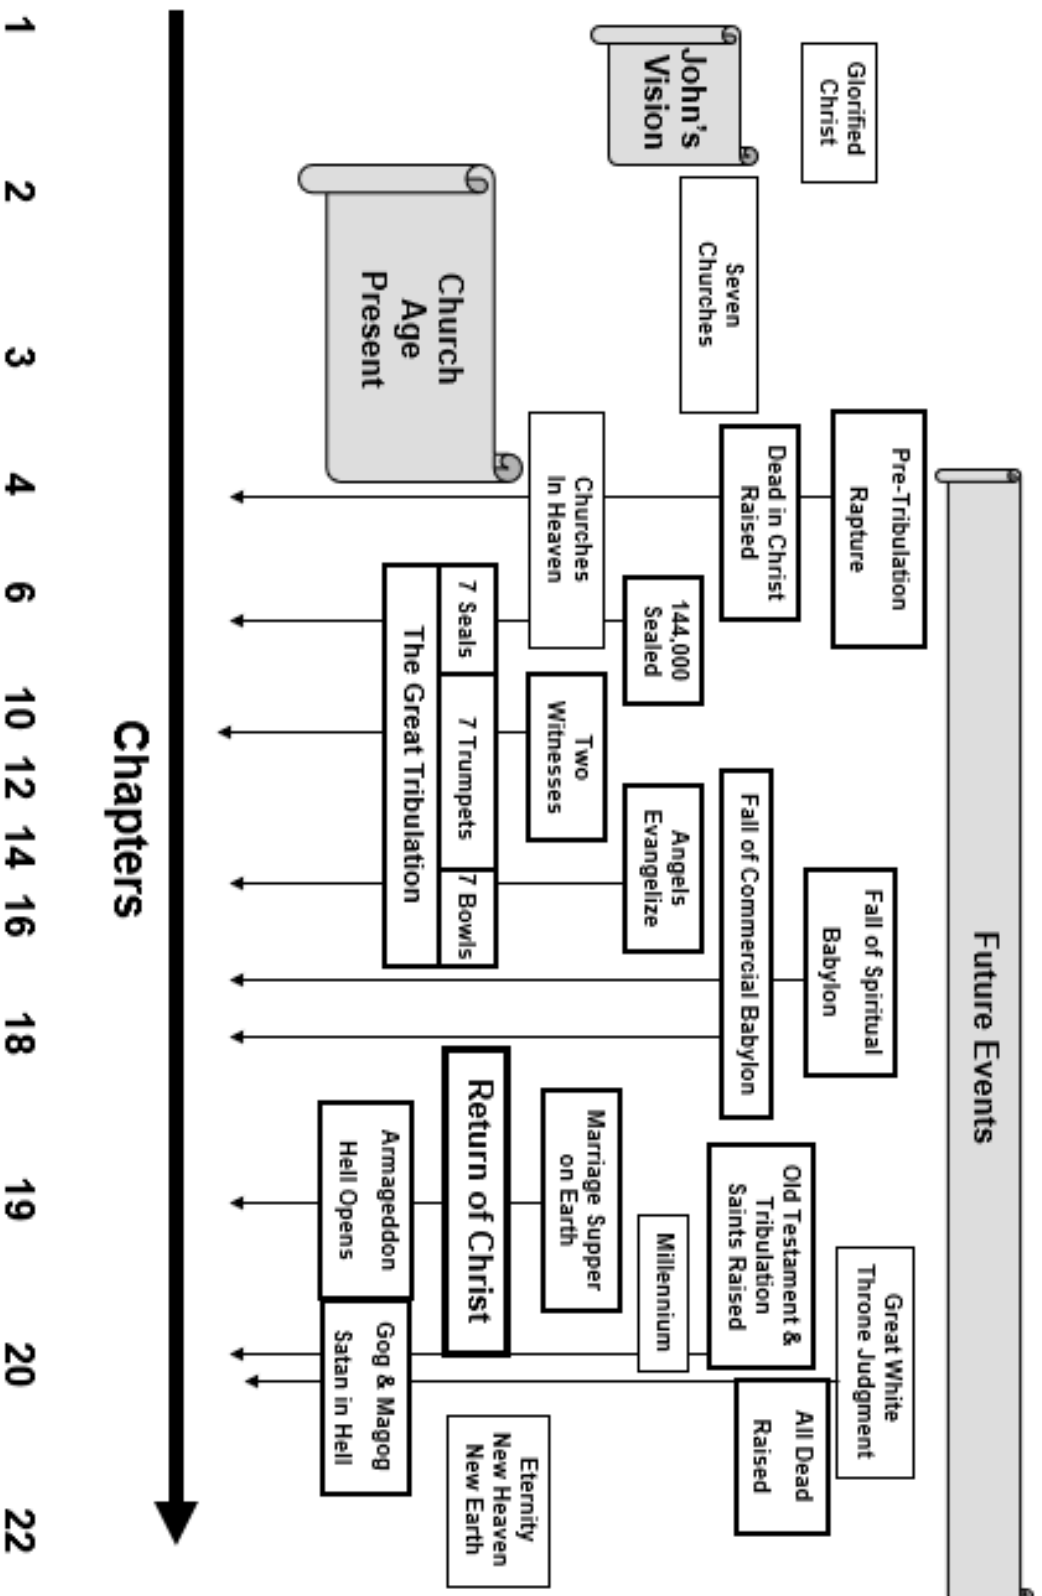 Future Events
Glorified
Christ
Pre-Tribulation
Rapture
Fall of Spiritual
Babylon
Great White
Throne Judgment
John's
Vision
Seven
Churches
Dead in Christ
Raised
Fall of Commercial Babylon
Old Testament &
Tribulation
Saints Raised
All Dead
Raised
144,000
Sealed
Angels
Evangelize
Millennium
Churches
In Heaven
Two
Witnesses
Marriage Supper
on Earth
Church
Age
Present
7 Seals
7 Trumpets
7 Bowls
The Great Tribulation
Return of Christ
Eternity
New Heaven
New Earth
Armageddon
Hell Opens
Gog & Magog
Satan in Hell
Chapters
1 2 3 4 6 10 12 14 16 18 19 20 22